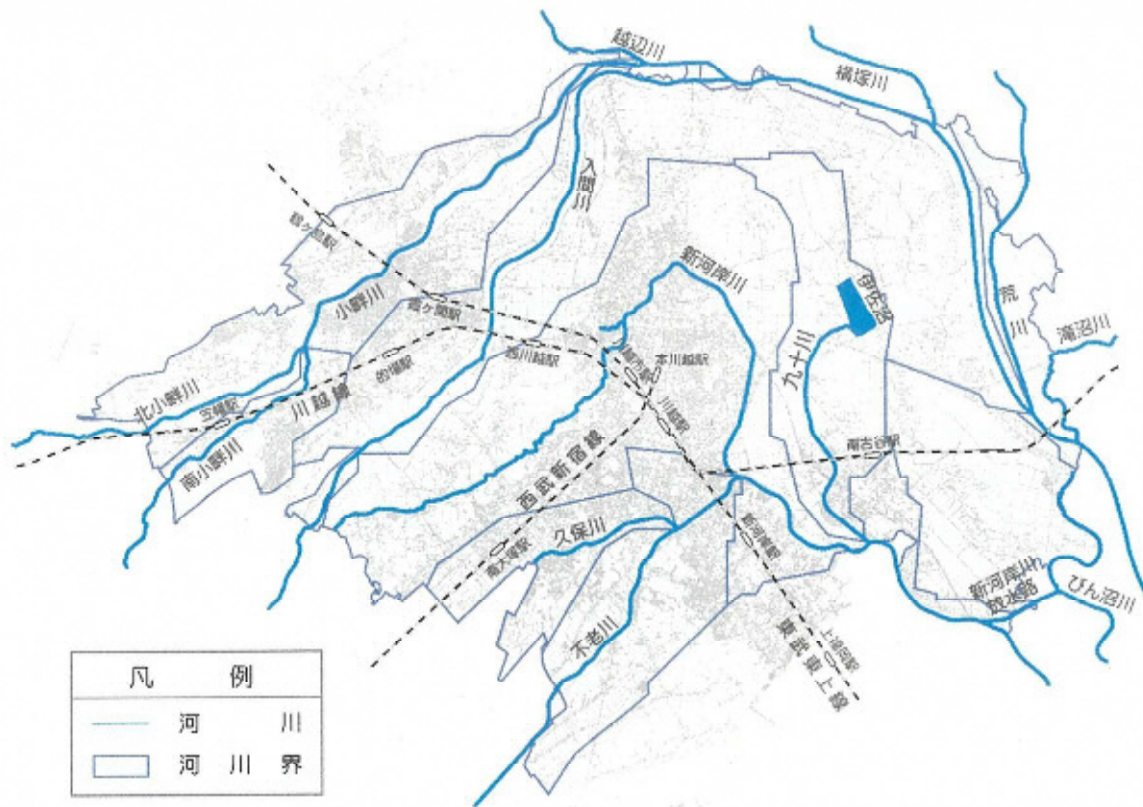 越辺川
横塚川
入間川
鶴ヶ島駅
新河岸川
伊佐沼
小畔川
霞ヶ関駅
荒川
滝沼川
西川越駅
本川越駅
九十川
的場駅
川越線
川越駅
北小畔川
笠幡駅
南小畔川
西武新宿線
南古谷駅
久保川
南大塚駅
新河岸駅
新河岸川
放水路
びん沼川
不老川
東武東上線
上福岡駅
凡例
河川
河川界